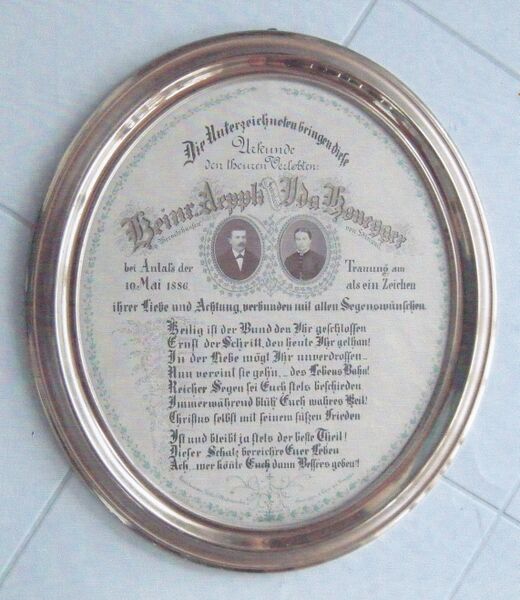 Die Unterzeichneten bringen diese
Urkunde
den theuren Verlobten:
Heinr. Aeppli Ida Honegger
bei Anlaß der Trauung am
10. Mai 1886. als ein Zeichen
ihrer Liebe und Achtung, verbunden mit allen Segenswünschen.
Heilig ist der Bund den Ihr geschlossen
Ernst der Schritt, den heute Ihr gethan!
In der Liebe mögt Ihr unverdrossen
Nun vereint sie gehn, des Lebens Bahn!
Reicher Segen sei Euch stets beschieden
Immerwährend blüh' Euch wahres Heil!
Christus selbst mit seinem süßen Frieden
Ist und bleibt ja stets der beste Theil!
Dieser Schatz bereichre Euer Leben
Ach, wer könte Euch dann Beßres geben!!